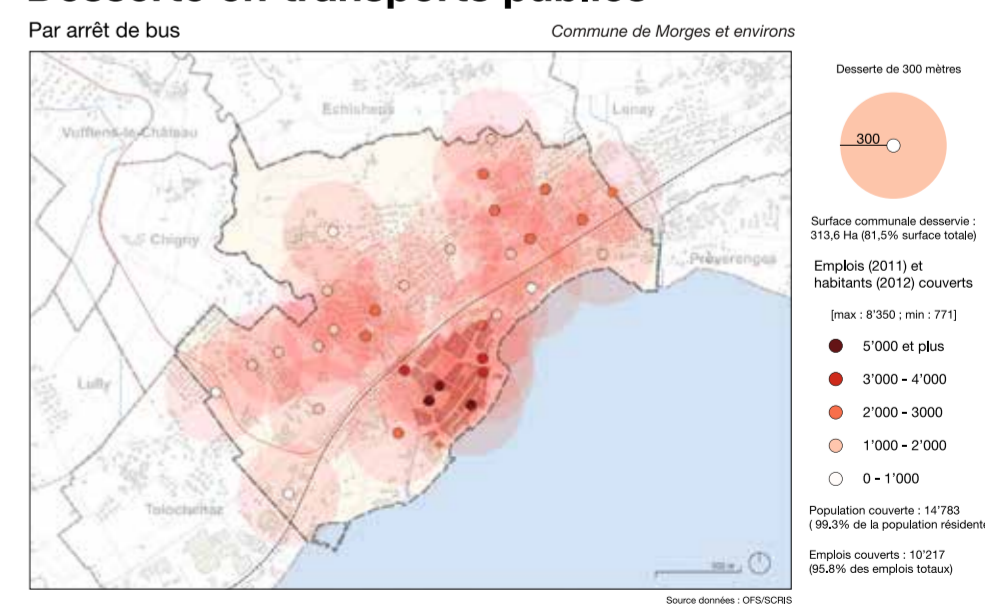 Desserte en transports publics
Par arrêt de bus
Commune de Morges et environs
Echichens
Lonay
Vufflens-le-Château
Chigny
Préverenges
Lully
Tolochenaz
Source données : OFS/SCRIS
Desserte de 300 mètres
300
Surface communale desservie :
313,6 Ha (81,5% surface totale)
Emplois (2011) et
habitants (2012) couverts
[max : 8'350 ; min : 771]
5'000 et plus
3'000 - 4'000
2'000 - 3000
1'000 - 2'000
0 - 1'000
Population couverte : 14'783
( 99.3% de la population résidente
Emplois couverts : 10'217
(95.8% des emplois totaux)